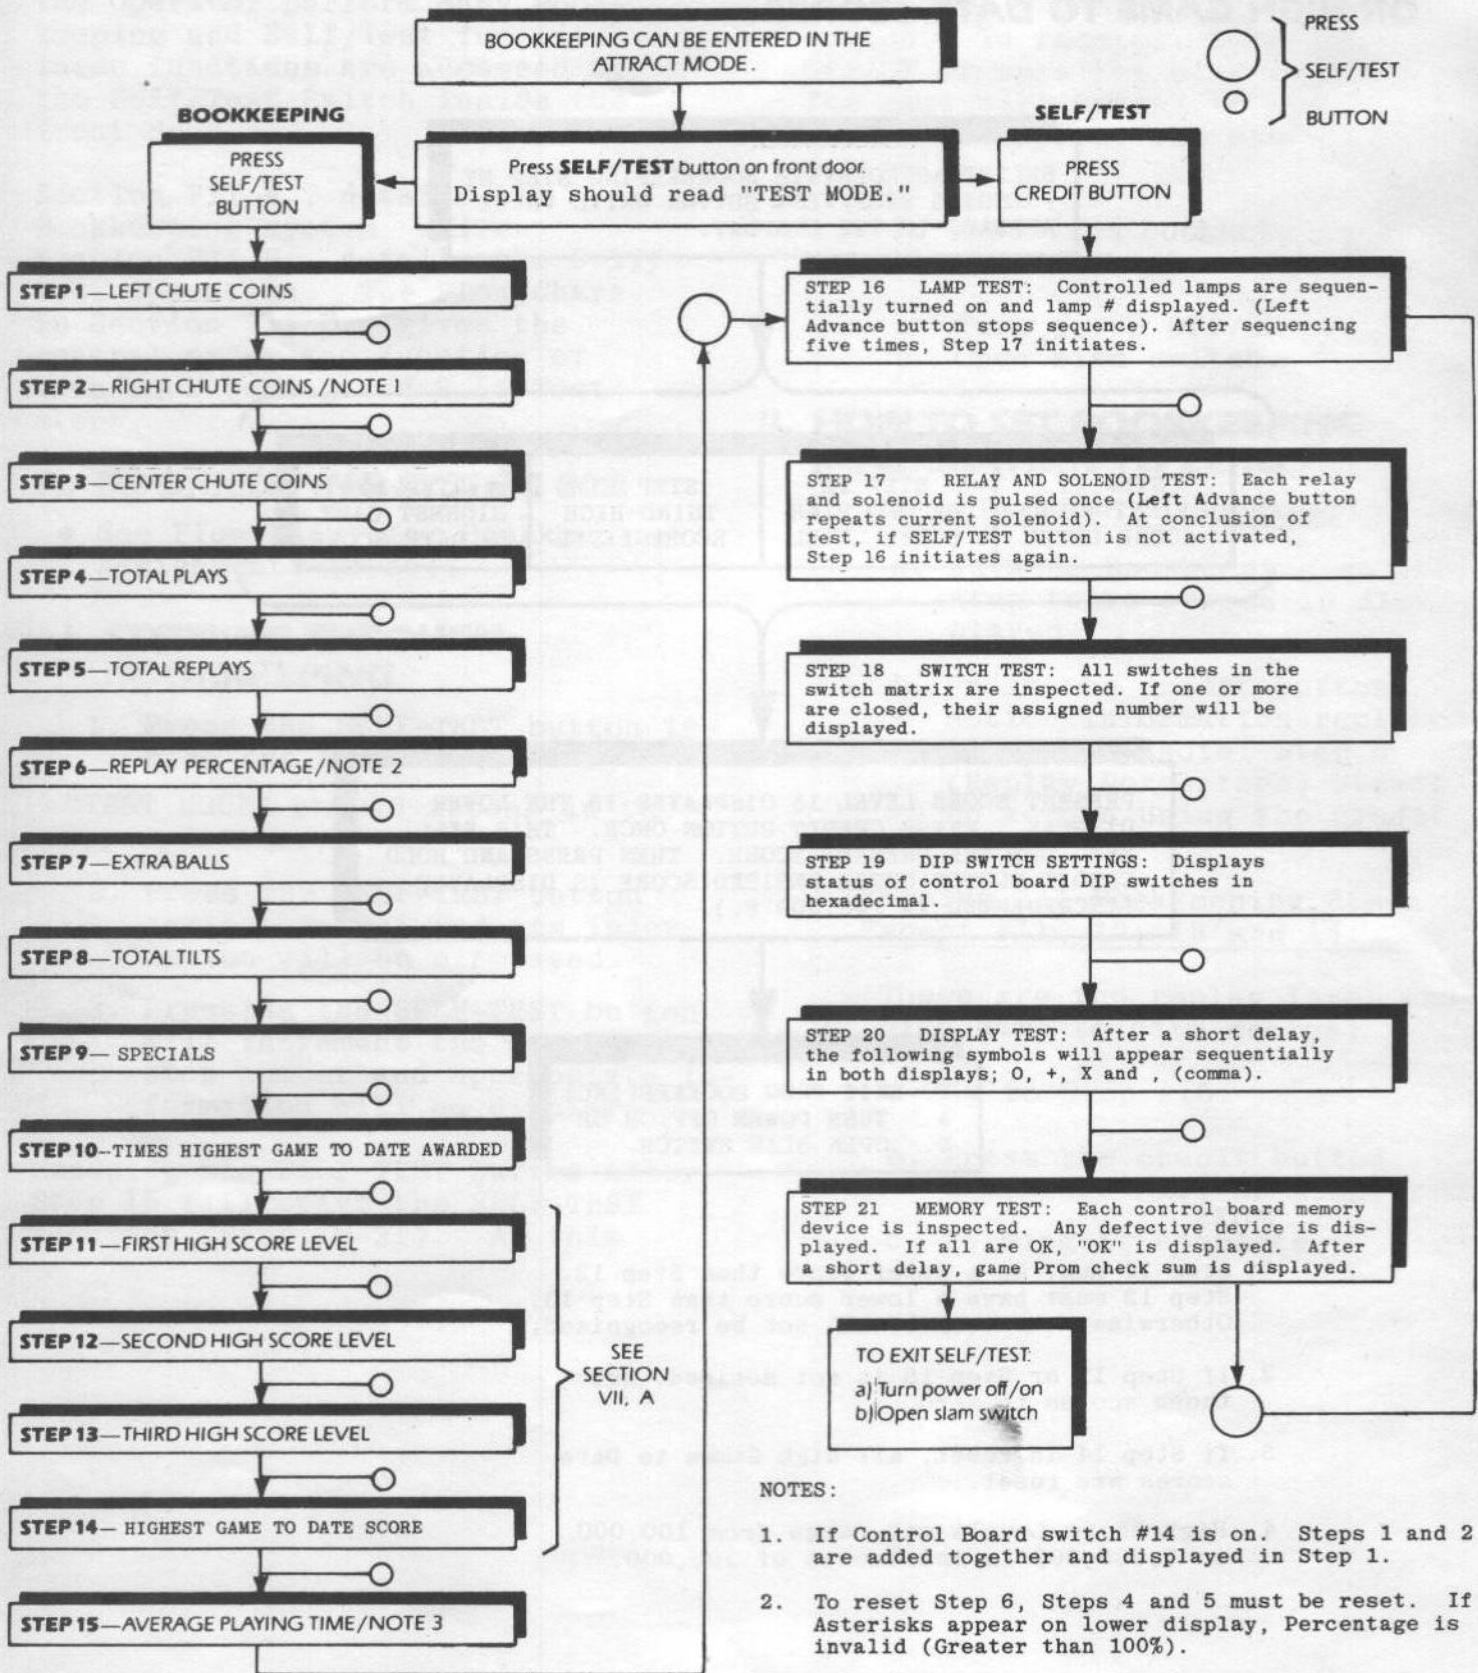 BOOKKEEPING CAN BE ENTERED IN THE
ATTRACT MODE.
PRESS
SELF/TEST
BUTTON
BOOKKEEPING
SELF/TEST
PRESS
SELF/TEST
BUTTON
Press SELF/TEST button on front door.
Display should read "TEST MODE."
PRESS
CREDIT BUTTON
STEP 1—LEFT CHUTE COINS
STEP 2—RIGHT CHUTE COINS /NOTE 1
STEP 3—CENTER CHUTE COINS
STEP 4—TOTAL PLAYS
STEP 5—TOTAL REPLAYS
STEP 6—REPLAY PERCENTAGE/NOTE 2
STEP 7—EXTRA BALLS
STEP 8—TOTAL TILTS
STEP 9— SPECIALS
STEP 10—TIMES HIGHEST GAME TO DATE AWARDED
STEP 11—FIRST HIGH SCORE LEVEL
STEP 12—SECOND HIGH SCORE LEVEL
STEP 13—THIRD HIGH SCORE LEVEL
STEP 14— HIGHEST GAME TO DATE SCORE
STEP 15—AVERAGE PLAYING TIME/NOTE 3
SEE
SECTION
VII, A
STEP 16 LAMP TEST: Controlled lamps are sequen-
tially turned on and lamp # displayed. (Left
Advance button stops sequence). After sequencing
five times, Step 17 initiates.
STEP 17 RELAY AND SOLENOID TEST: Each relay
and solenoid is pulsed once (Left Advance button
repeats current solenoid). At conclusion of
test, if SELF/TEST button is not activated,
Step 16 initiates again.
STEP 18 SWITCH TEST: All switches in the
switch matrix are inspected. If one or more
are closed, their assigned number will be
displayed.
STEP 19 DIP SWITCH SETTINGS: Displays
status of control board DIP switches in
hexadecimal.
STEP 20 DISPLAY TEST: After a short delay,
the following symbols will appear sequentially
in both displays; O, +, X and , (comma).
STEP 21 MEMORY TEST: Each control board memory
device is inspected. Any defective device is dis-
played. If all are OK, "OK" is displayed. After
a short delay, game Prom check sum is displayed.
TO EXIT SELF/TEST:
a) Turn power off/on
b) Open slam switch
NOTES:
1. If Control Board switch #14 is on. Steps 1 and 2
are added together and displayed in Step 1.
2. To reset Step 6, Steps 4 and 5 must be reset. If
Asterisks appear on lower display, Percentage is
invalid (Greater than 100%).